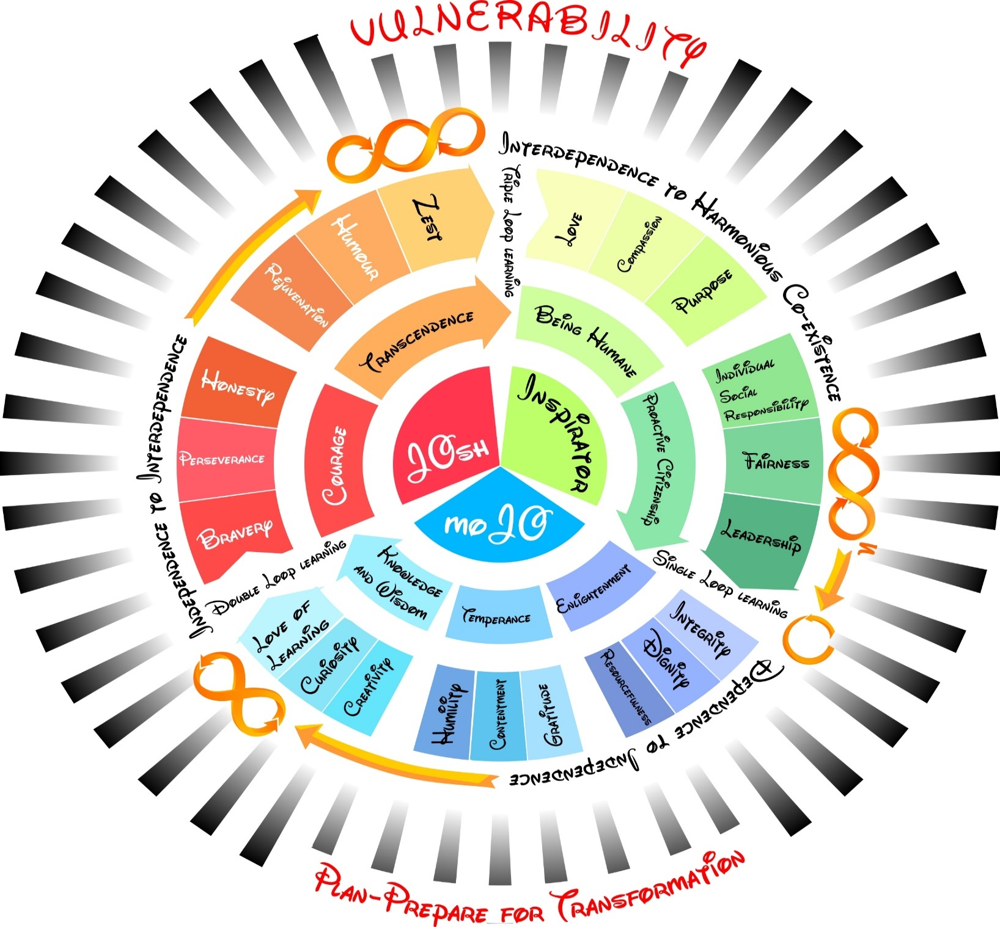 VULNERABILITY
INTERDEPENDENCE TO HARMONIOUS CO-EXISTENCE
TRIPLE LOOP LEARNING
ZEST
HUMOUR
REJUVENATION
LOVE
COMPASSION
PURPOSE
TRANSCENDENCE
BEING HUMANE
INDEPENDENCE TO INTERDEPENDENCE
HONESTY
PERSEVERANCE
BRAVERY
COURAGE
JOSH
INSPIRATOR
MOJO
PROACTIVE CITIZENSHIP
INDIVIDUAL
SOCIAL
RESPONSIBILITY
FAIRNESS
LEADERSHIP
DOUBLE LOOP LEARNING
SINGLE LOOP LEARNING
KNOWLEDGE
AND WISDOM
TEMPERANCE
ENLIGHTENMENT
LOVE OF
LEARNING
CURIOSITY
CREATIVITY
HUMILITY
CONTENTMENT
GRATITUDE
RESOURCEFULNESS
DIGNITY
INTEGRITY
DEPENDENCE TO INDEPENDENCE
PLAN-PREPARE FOR TRANSFORMATION